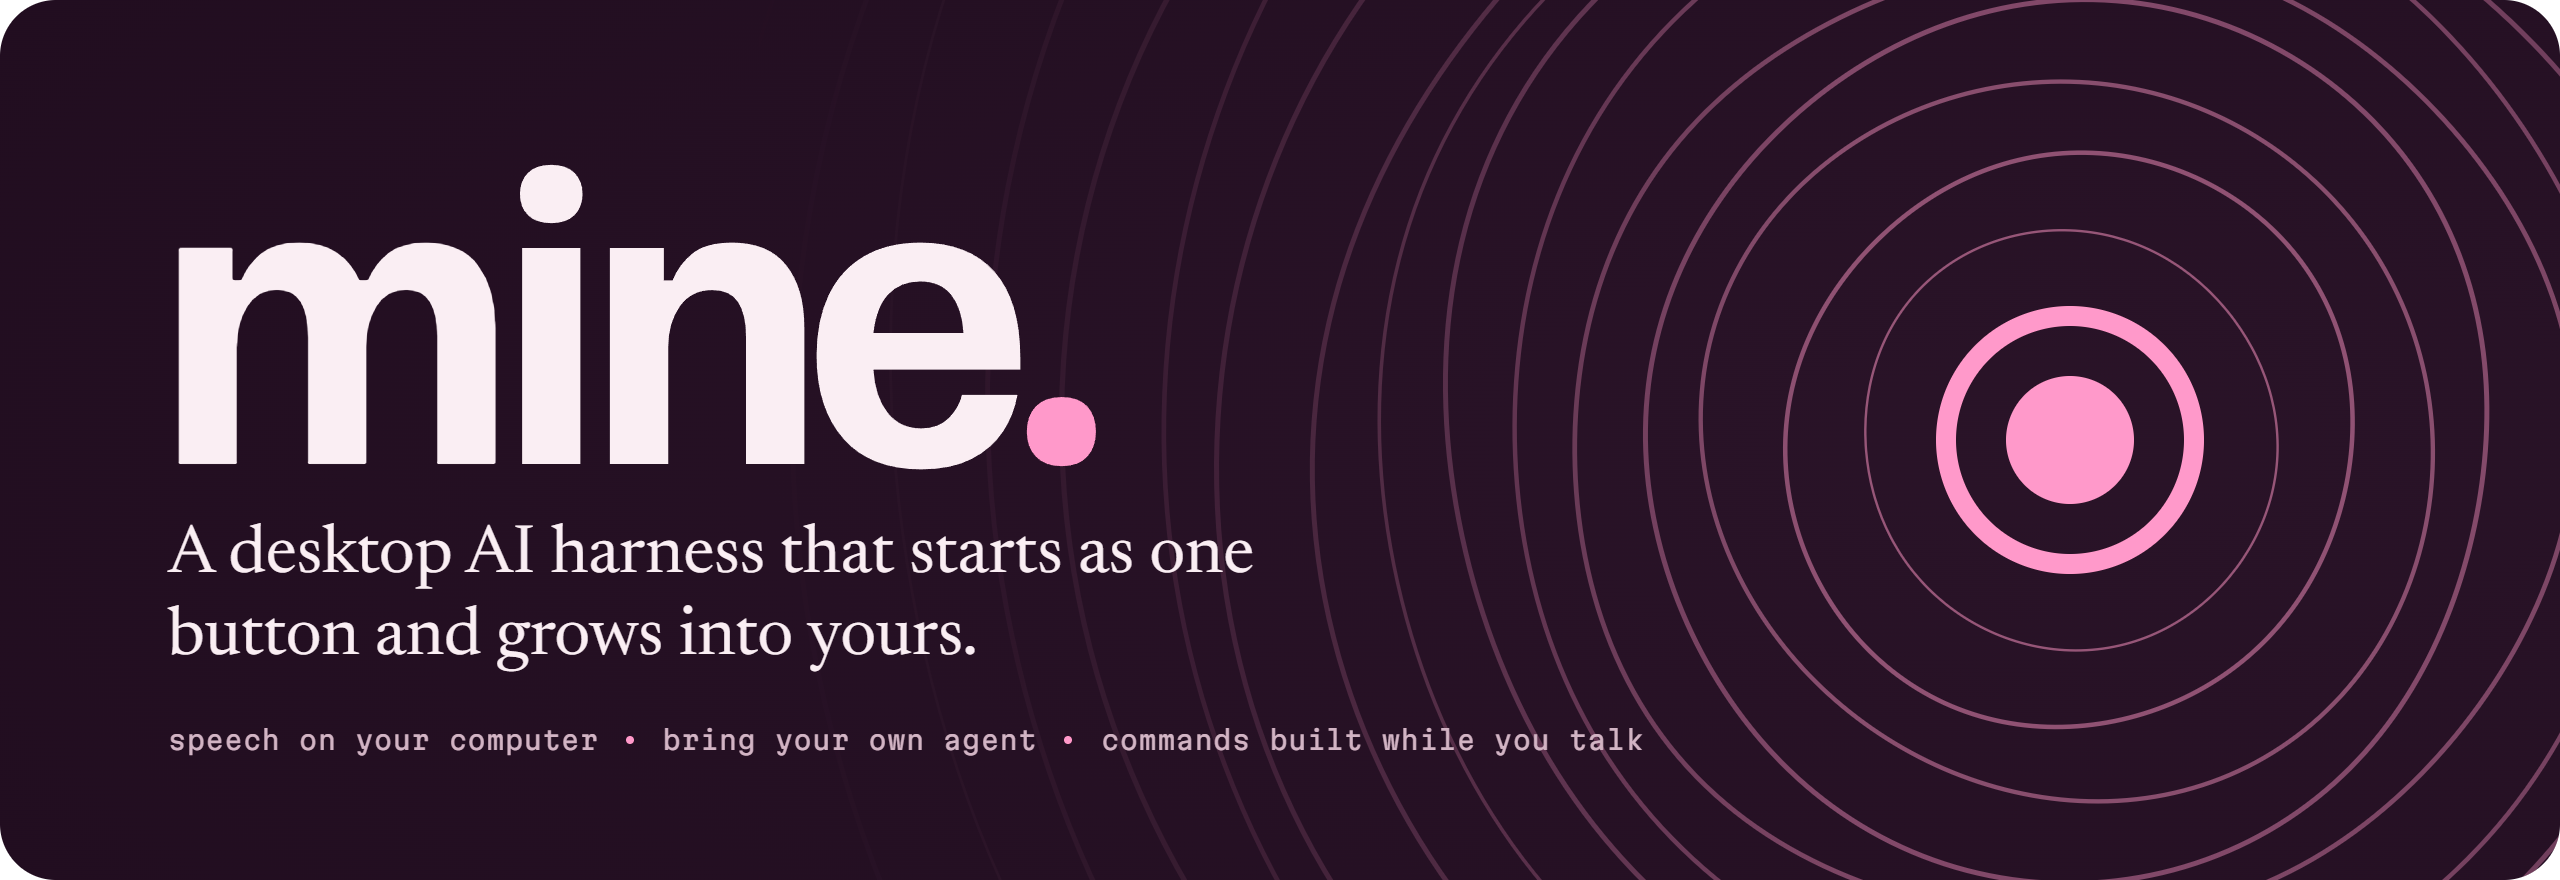 mine.
A desktop AI harness that starts as one
button and grows into yours.
speech on your computer • bring your own agent • commands built while you talk